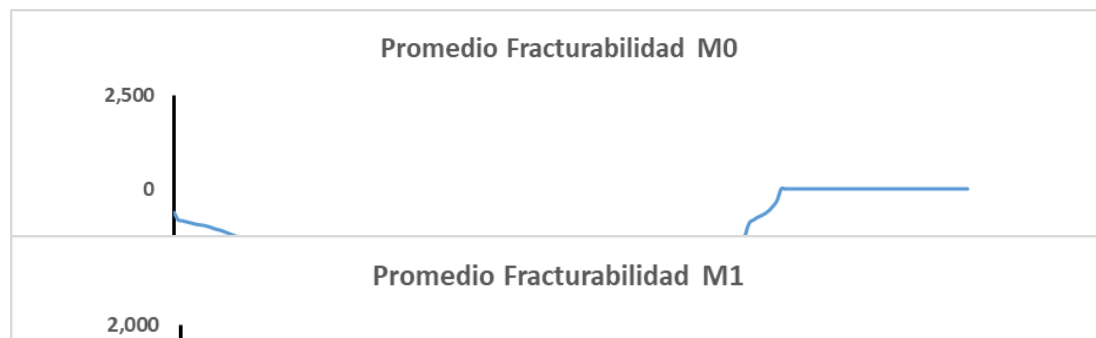 Promedio Fracturabilidad M0
2,500
0
Promedio Fracturabilidad M1
2,000